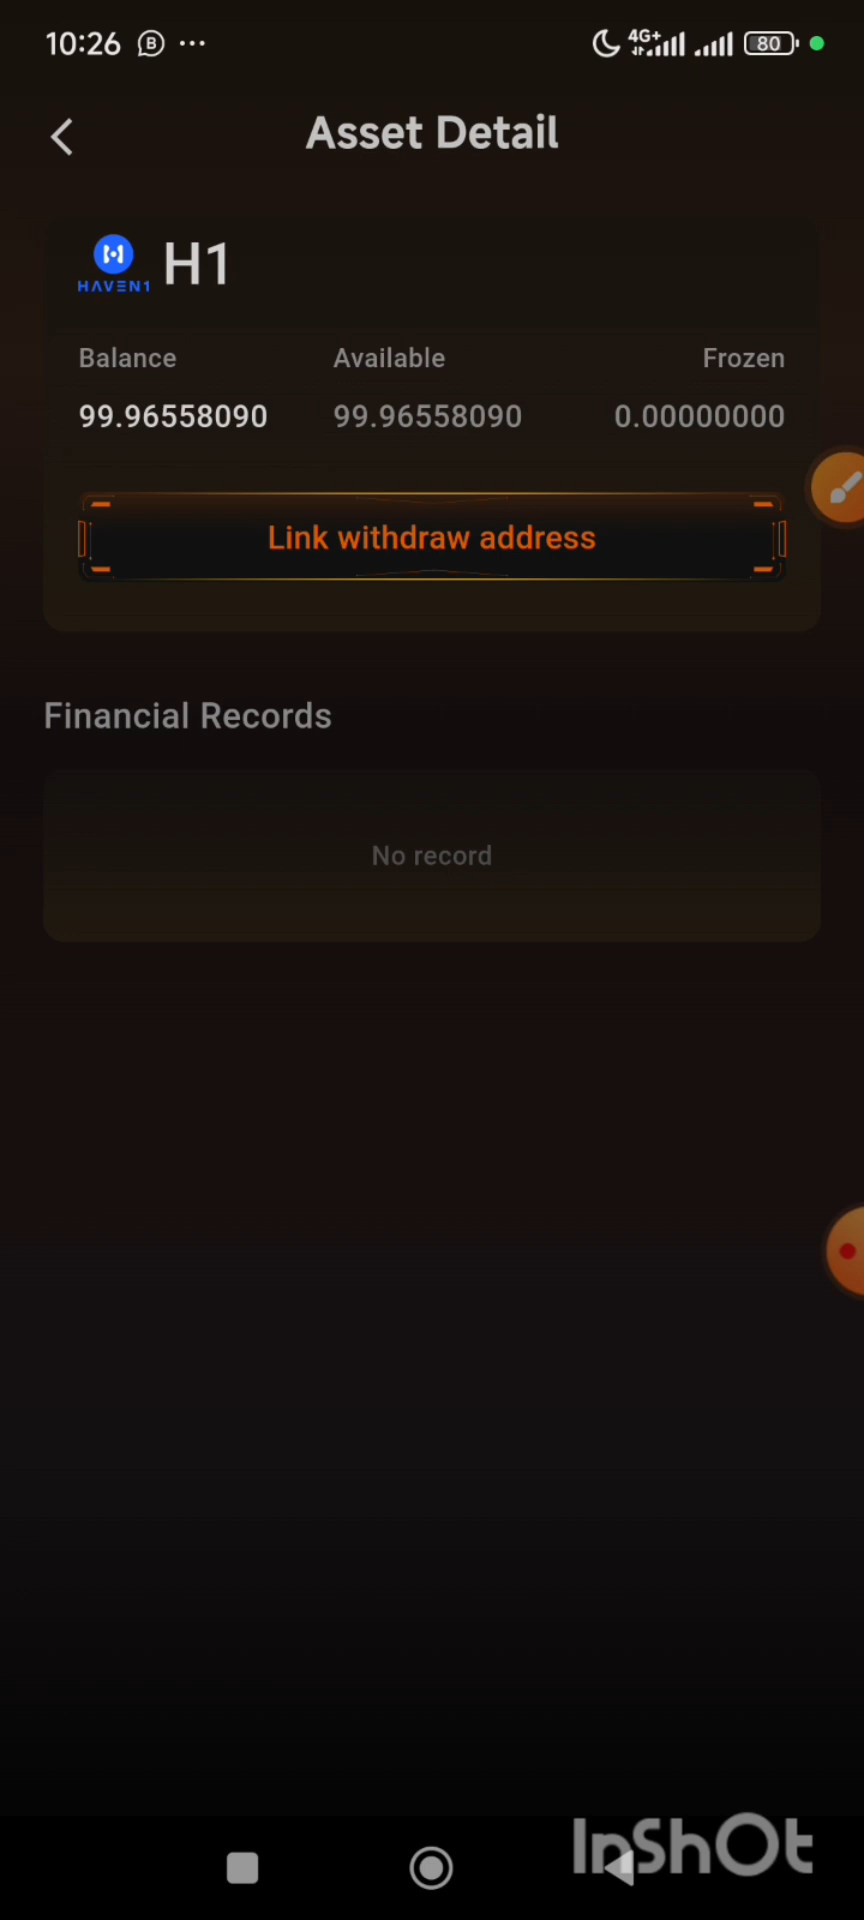 10:26
4G+
80
Asset Detail
HAVEN1
H1
Balance Available Frozen
99.96558090 99.96558090 0.00000000
Link withdraw address
Financial Records
No record
InShOt